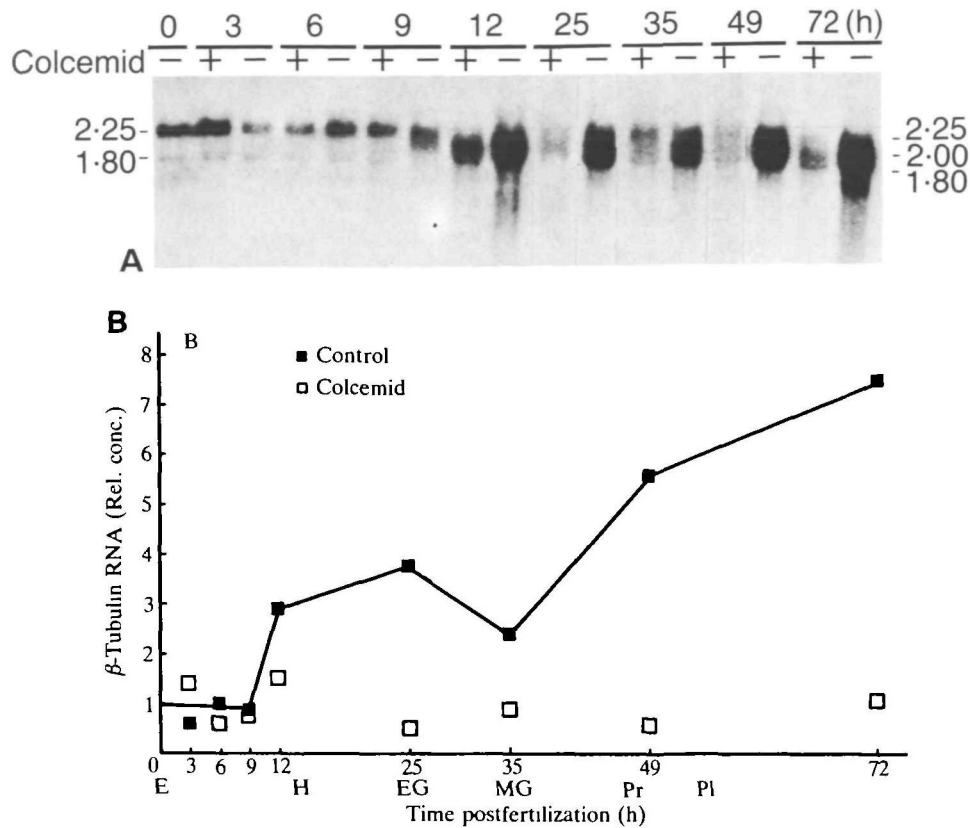 0 3 6 9 12 25 35 49 72 (h)
Colcemid − + − + − + − + − + − + − + − + −
2·25- -2·25
1·80- -2·00
-1·80
A
B
B
■ Control
□ Colcemid
8
7
6
5
4
3
2
1
β-Tubulin RNA (Rel. conc.)
0 3 6 9 12 25 35 49 72
E H EG MG Pr Pl
Time postfertilization (h)